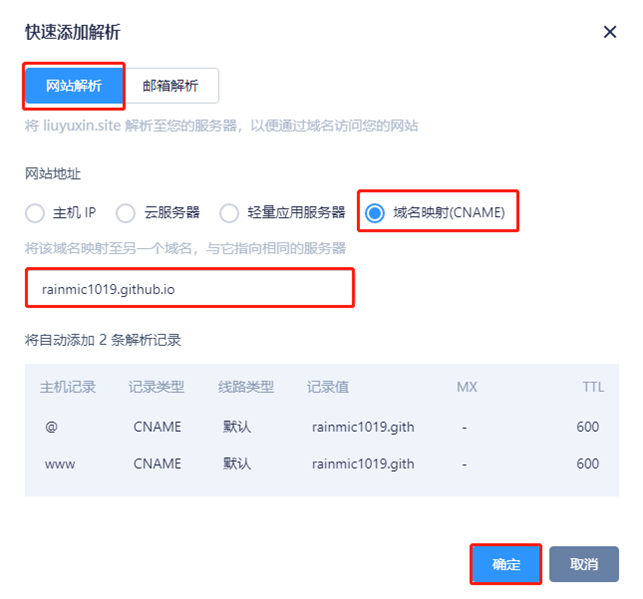 快速添加解析
网站解析 邮箱解析
将 liuyuxin.site 解析至您的服务器，以便通过域名访问您的网站
网站地址
主机 IP 云服务器 轻量应用服务器 域名映射(CNAME)
将该域名映射至另一个域名，与它指向相同的服务器
rainmic1019.github.io
将自动添加 2 条解析记录
主机记录 记录类型 线路类型 记录值 MX TTL
@ CNAME 默认 rainmic1019.gith - 600
www CNAME 默认 rainmic1019.gith - 600
确定 取消